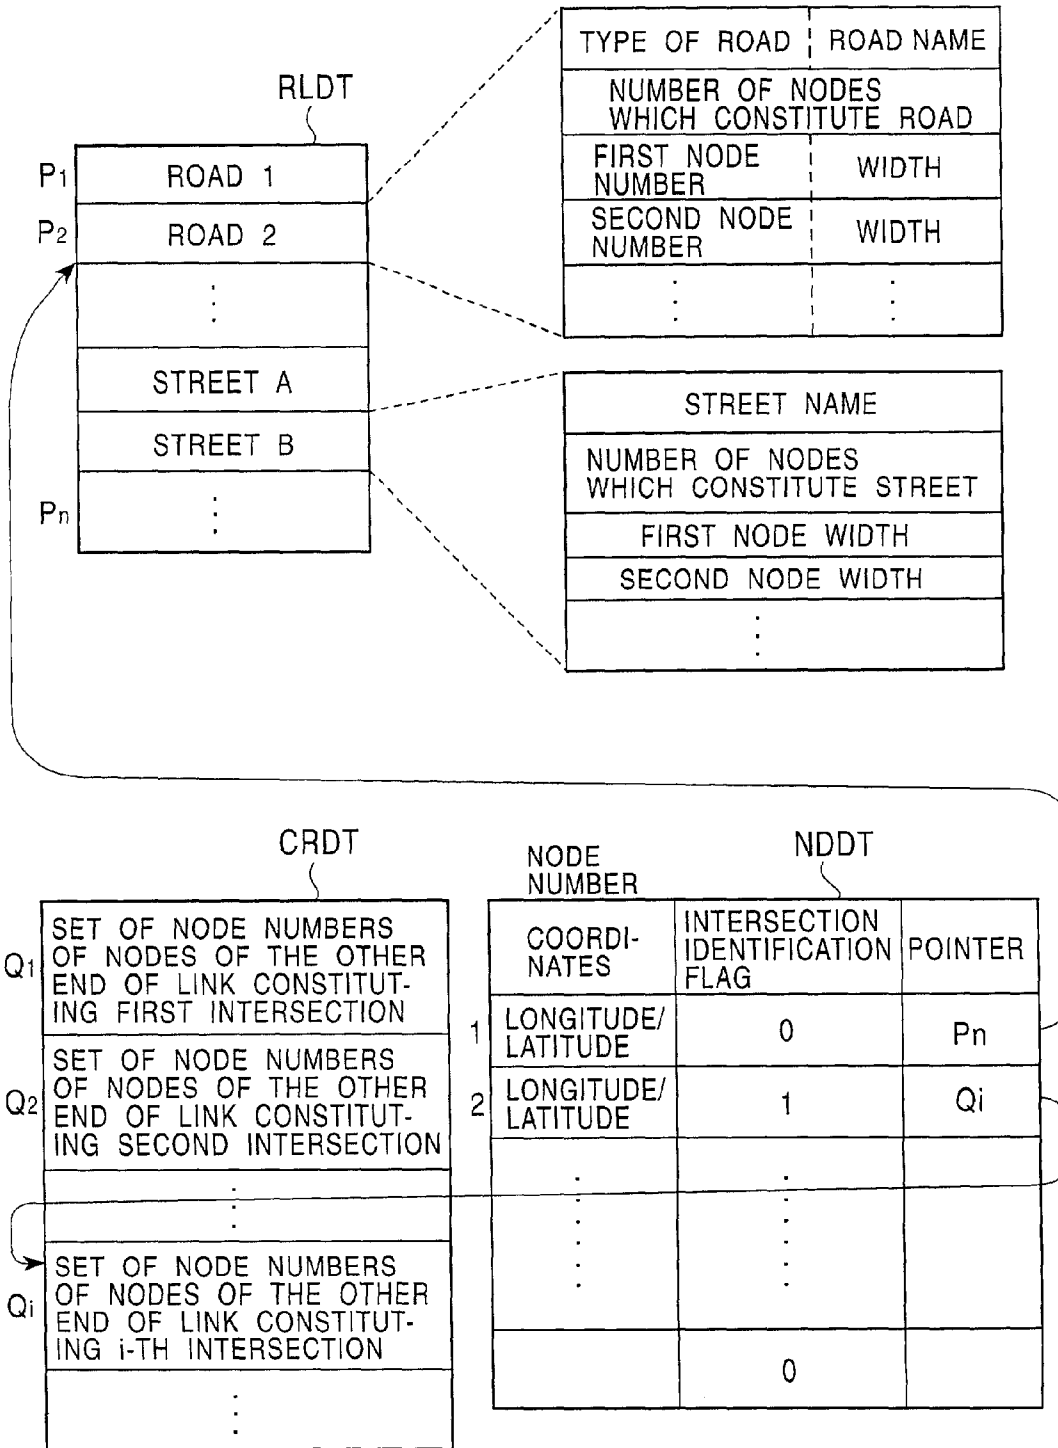 RLDT
P1
ROAD 1
P2
ROAD 2
STREET A
STREET B
Pn
TYPE OF ROAD
ROAD NAME
NUMBER OF NODES
WHICH CONSTITUTE ROAD
FIRST NODE
NUMBER
WIDTH
SECOND NODE
NUMBER
WIDTH
STREET NAME
NUMBER OF NODES
WHICH CONSTITUTE STREET
FIRST NODE WIDTH
SECOND NODE WIDTH
CRDT
Q1
SET OF NODE NUMBERS
OF NODES OF THE OTHER
END OF LINK CONSTITUT-
ING FIRST INTERSECTION
Q2
SET OF NODE NUMBERS
OF NODES OF THE OTHER
END OF LINK CONSTITUT-
ING SECOND INTERSECTION
Qi
SET OF NODE NUMBERS
OF NODES OF THE OTHER
END OF LINK CONSTITUT-
ING i-TH INTERSECTION
NODE
NUMBER
NDDT
COORDI-
NATES
INTERSECTION
IDENTIFICATION
FLAG
POINTER
1
LONGITUDE/
LATITUDE
0
Pn
2
LONGITUDE/
LATITUDE
1
Qi
0